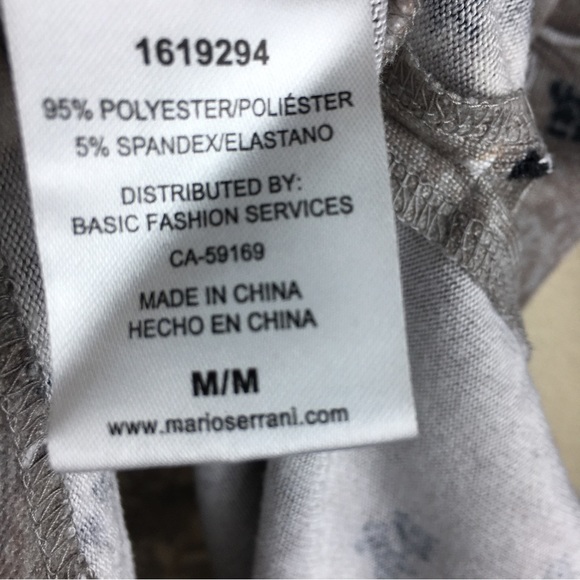 1619294
95% POLYESTER/POLIÉSTER
5% SPANDEX/ELASTANO
DISTRIBUTED BY:
BASIC FASHION SERVICES
CA-59169
MADE IN CHINA
HECHO EN CHINA
M/M
www.marioserrani.com